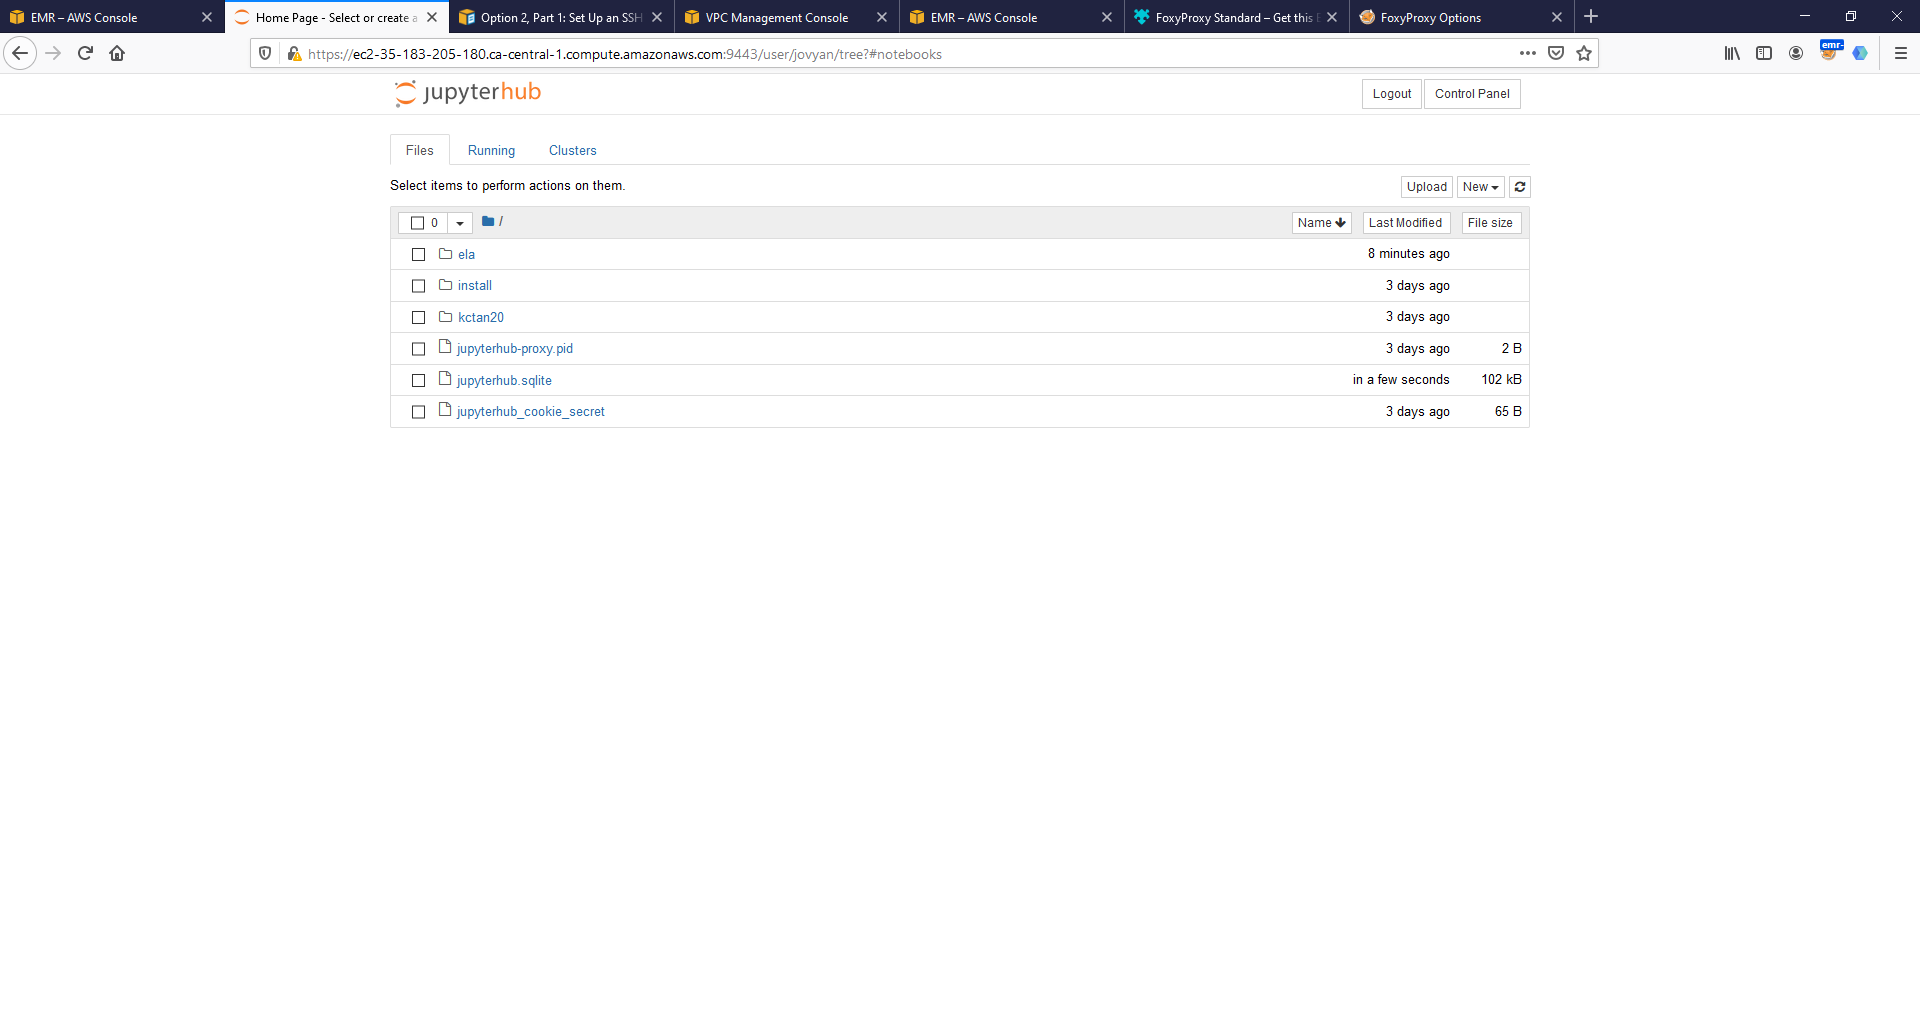 EMR – AWS Console
Home Page - Select or create a
Option 2, Part 1: Set Up an SSH
VPC Management Console
EMR – AWS Console
FoxyProxy Standard – Get this E
FoxyProxy Options
https://ec2-35-183-205-180.ca-central-1.compute.amazonaws.com:9443/user/jovyan/tree?#notebooks
emr-
jupyterhub
Logout
Control Panel
Files
Running
Clusters
Select items to perform actions on them.
Upload
New
0
/
Name
Last Modified
File size
ela
8 minutes ago
install
3 days ago
kctan20
3 days ago
jupyterhub-proxy.pid
3 days ago
2 B
jupyterhub.sqlite
in a few seconds
102 kB
jupyterhub_cookie_secret
3 days ago
65 B